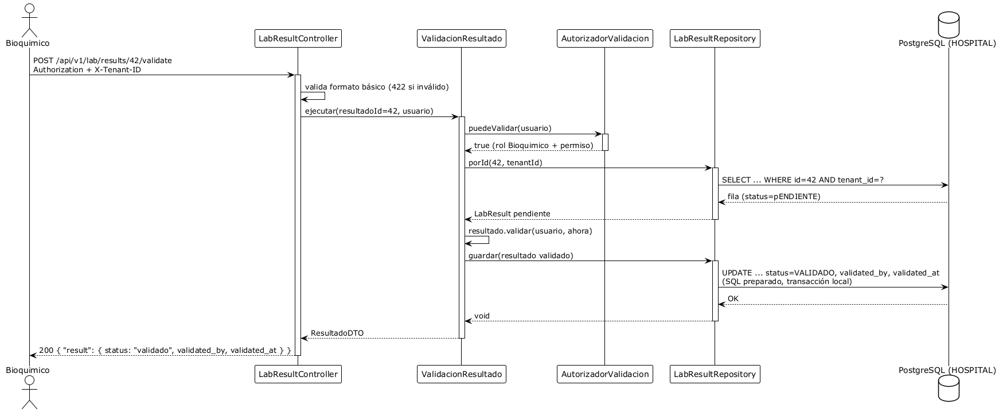 Bioquimico
LabResultController
ValidacionResultado
AutorizadorValidacion
LabResultRepository
PostgreSQL (HOSPITAL)
POST /api/v1/lab/results/42/validate
Authorization + X-Tenant-ID
valida formato básico (422 si inválido)
ejecutar(resultadoId=42, usuario)
puedeValidar(usuario)
true (rol Bioquimico + permiso)
porId(42, tenantId)
SELECT ... WHERE id=42 AND tenant_id=?
fila (status=pENDIENTE)
LabResult pendiente
resultado.validar(usuario, ahora)
guardar(resultado validado)
UPDATE ... status=VALIDADO, validated_by, validated_at
(SQL preparado, transacción local)
OK
void
ResultadoDTO
200 { "result": { status: "validado", validated_by, validated_at } }
Bioquimico
LabResultController
ValidacionResultado
AutorizadorValidacion
LabResultRepository
PostgreSQL (HOSPITAL)